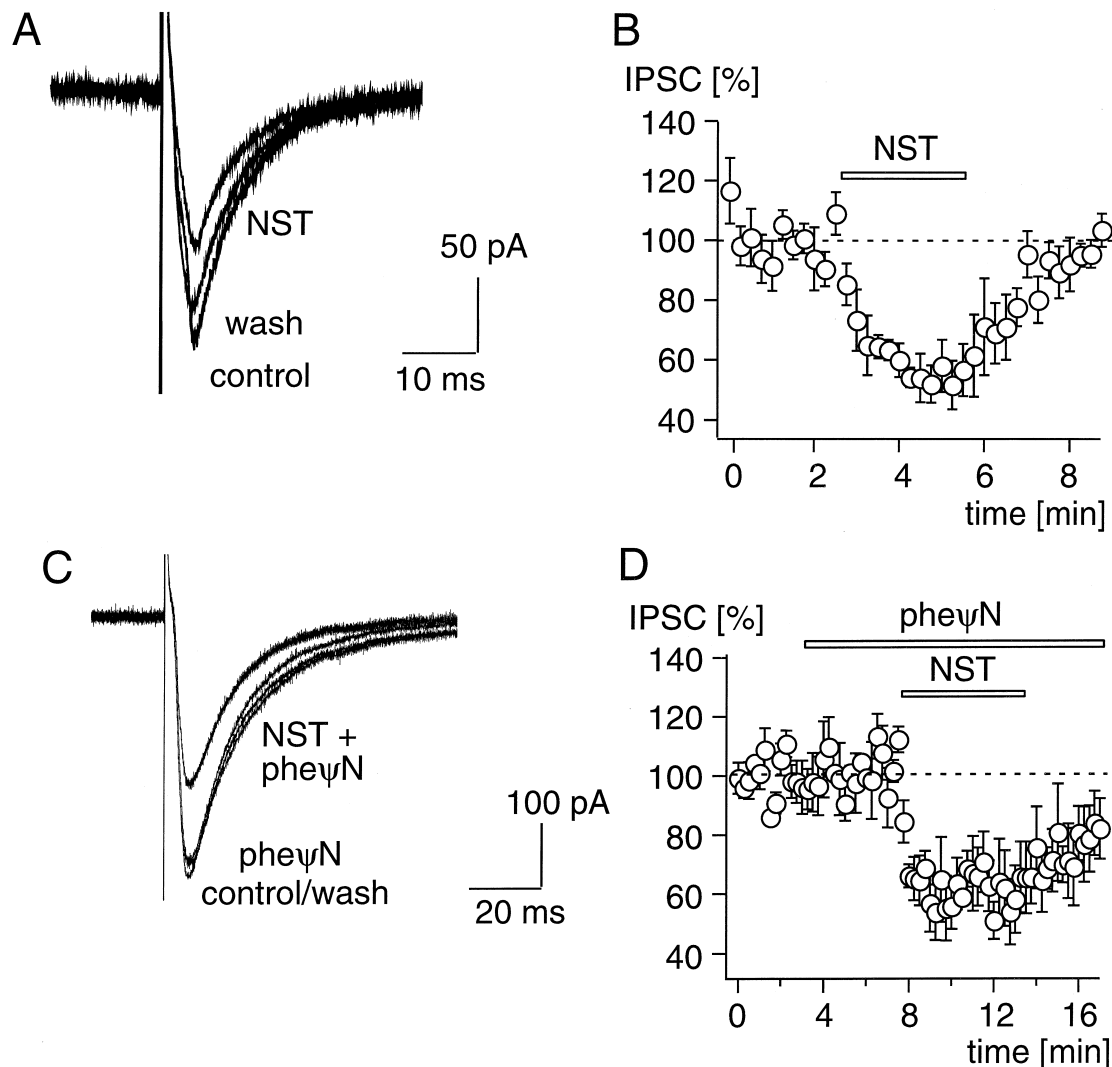 A
NST
wash
control
50 pA
10 ms
B
IPSC [%]
NST
140
120
100
80
60
40
0 2 4 6 8
time [min]
C
NST +
pheψN
pheψN
control/wash
100 pA
20 ms
D
IPSC [%]
pheψN
NST
140
120
100
80
60
40
0 4 8 12 16
time [min]